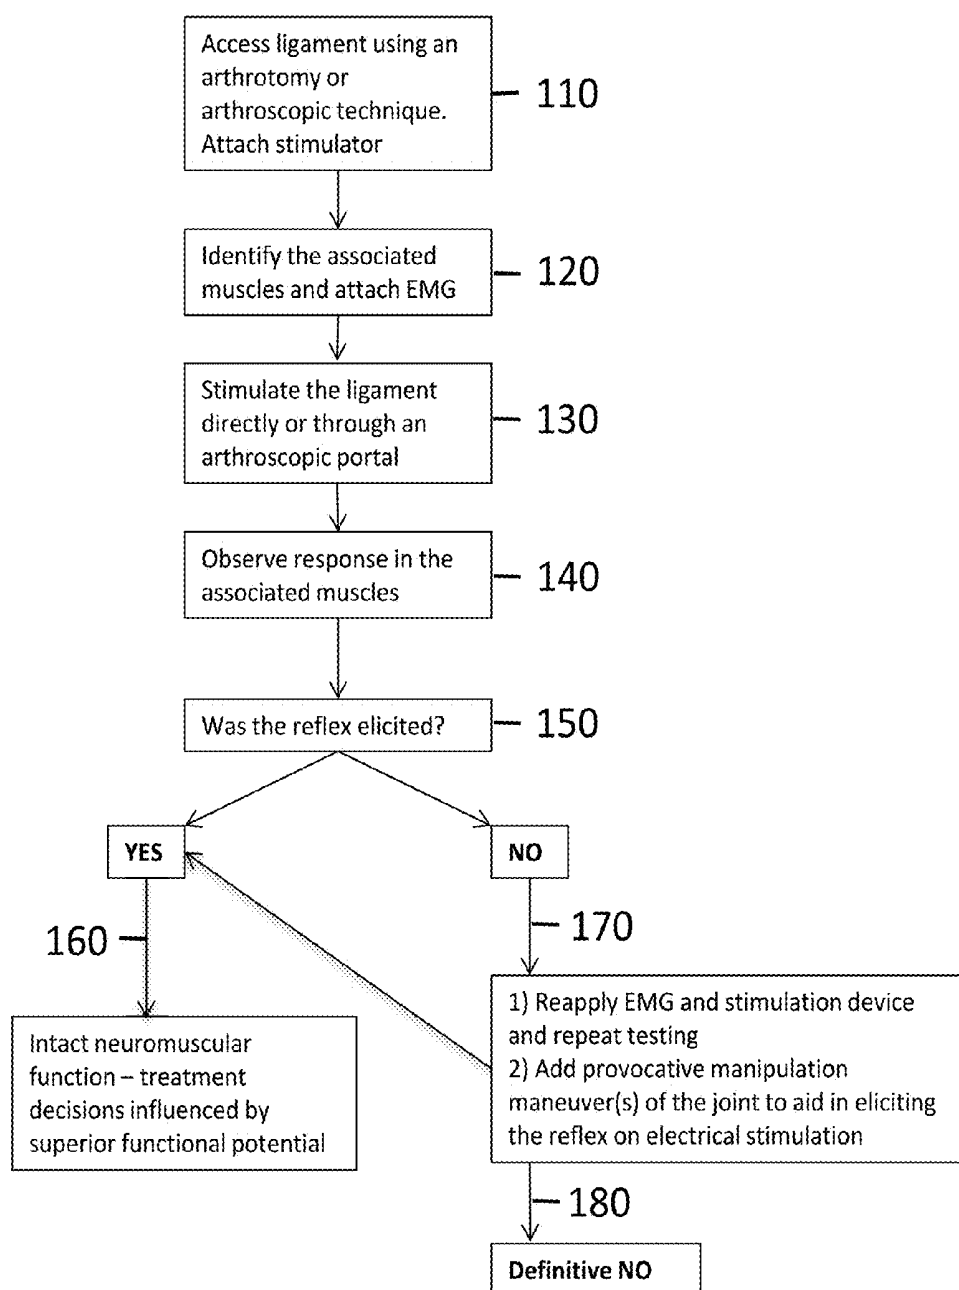 Access ligament using an
arthrotomy or
arthroscopic technique.
Attach stimulator
110
Identify the associated
muscles and attach EMG
120
Stimulate the ligament
directly or through an
arthroscopic portal
130
Observe response in the
associated muscles
140
Was the reflex elicited?
150
YES
NO
160
170
Intact neuromuscular
function – treatment
decisions influenced by
superior functional potential
1) Reapply EMG and stimulation device
and repeat testing
2) Add provocative manipulation
maneuver(s) of the joint to aid in eliciting
the reflex on electrical stimulation
180
Definitive NO